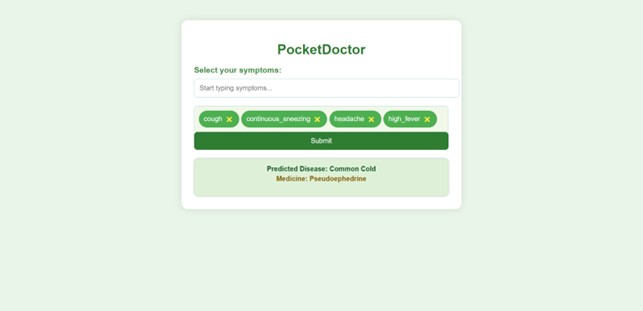 PocketDoctor
Select your symptoms:
Start typing symptoms...
cough ✕ continuous_sneezing ✕ headache ✕ high_fever ✕
Submit
Predicted Disease: Common Cold
Medicine: Pseudoephedrine